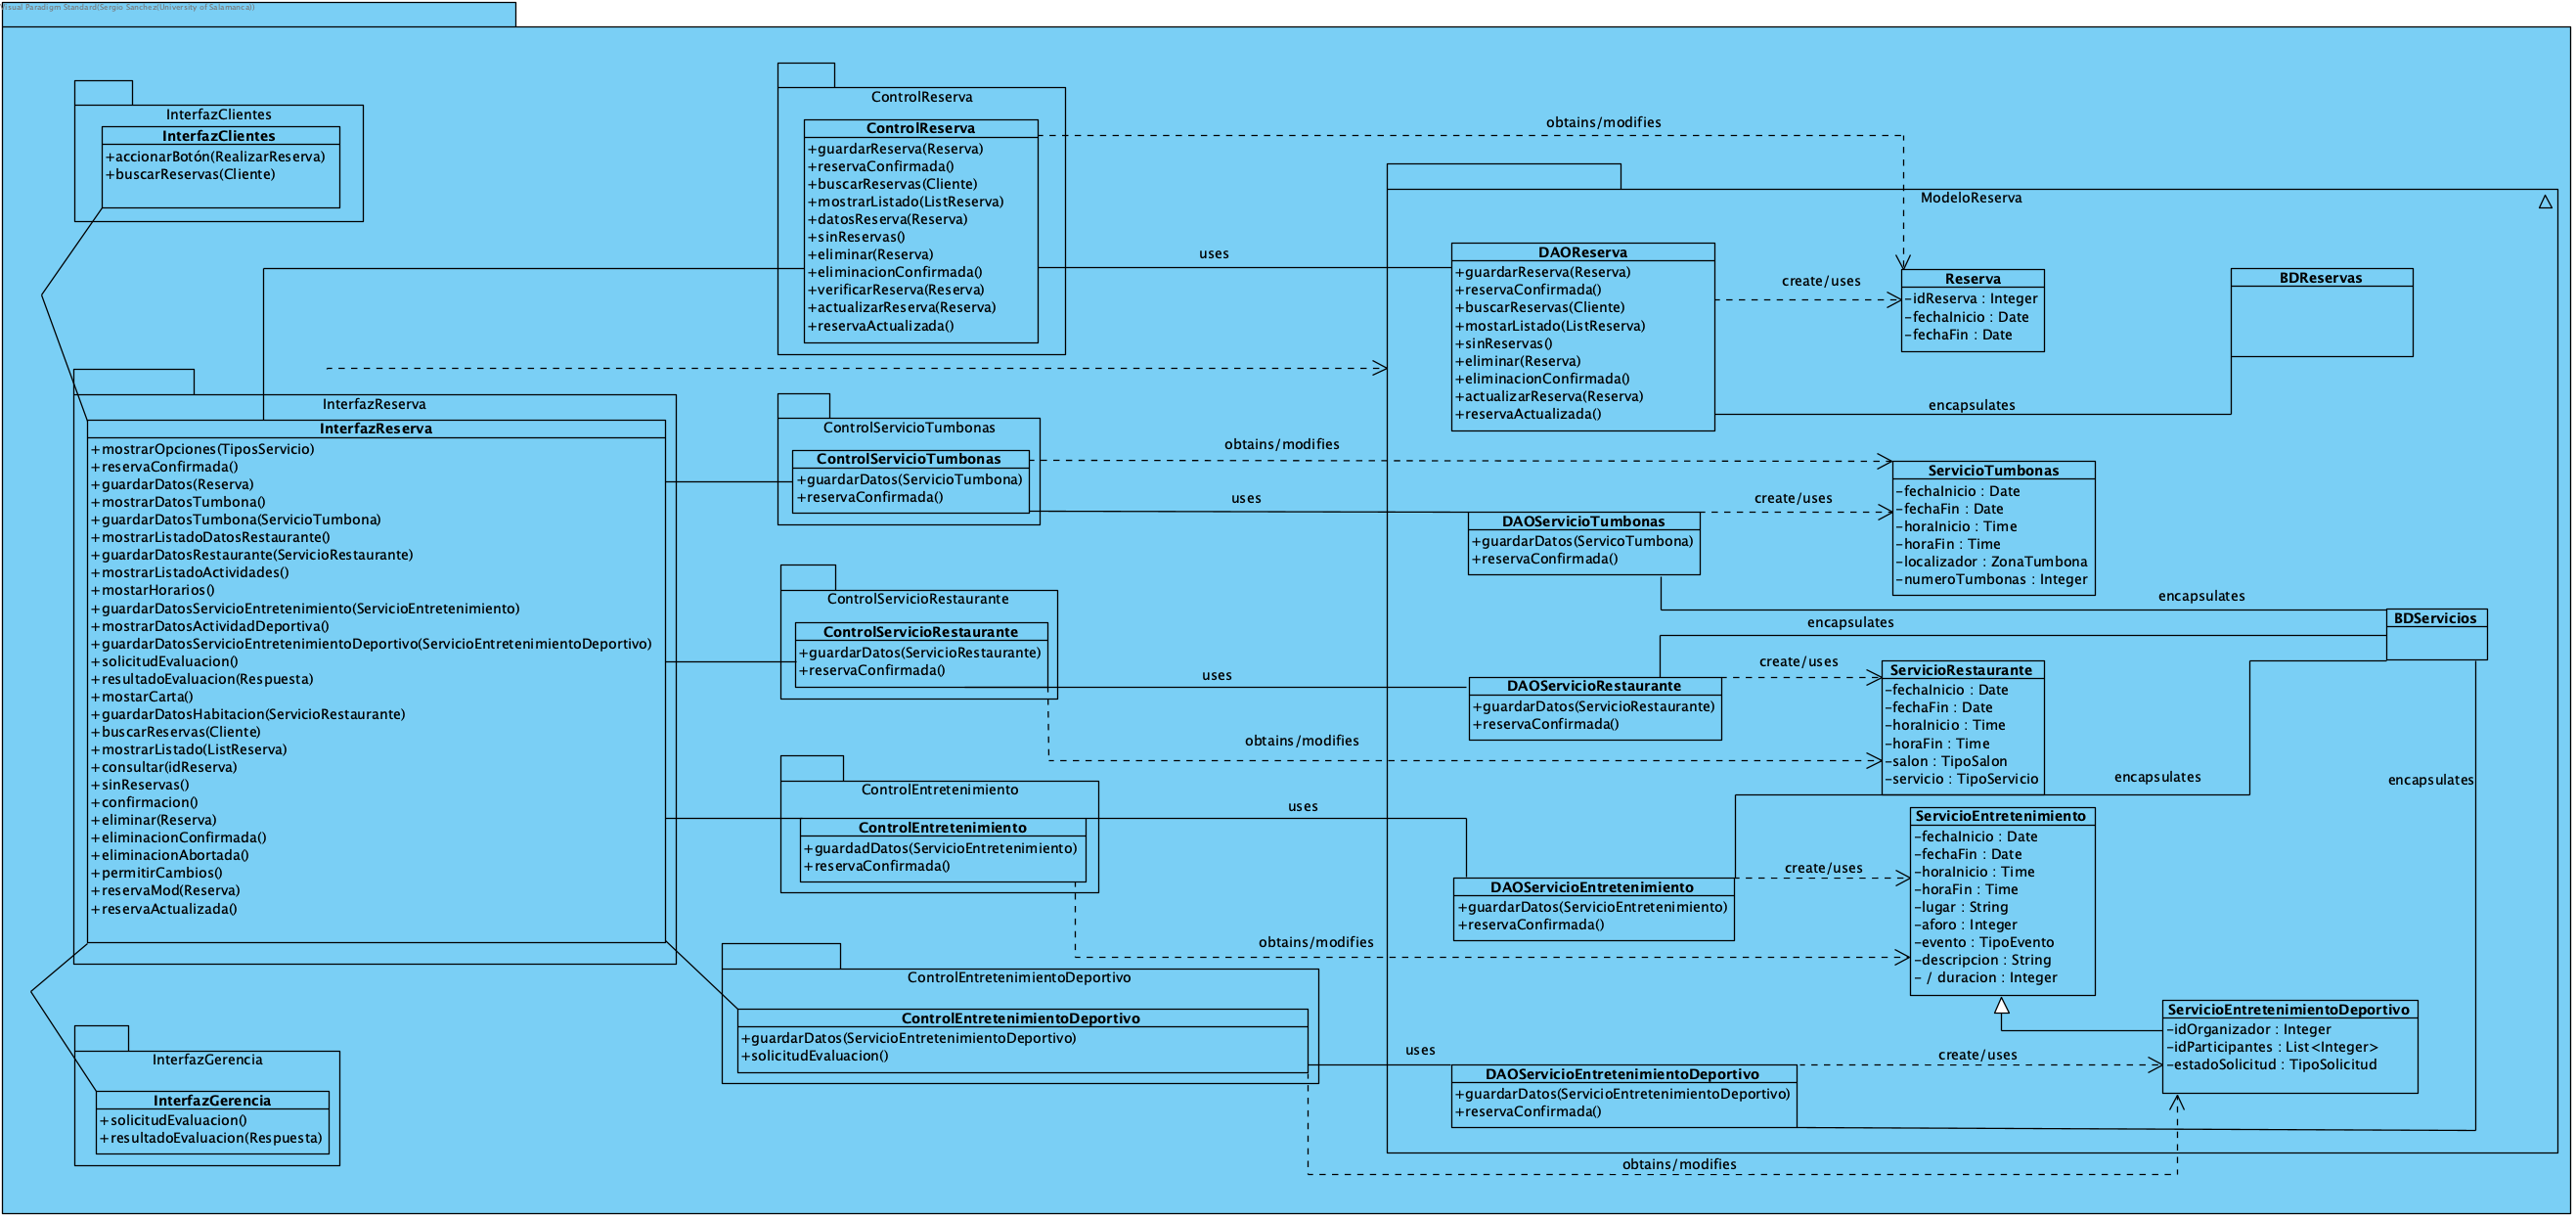 Visual Paradigm Standard(Sergio Sanchez(University of Salamanca))
InterfazClientes
InterfazClientes
+accionarBotón(RealizarReserva)
+buscarReservas(Cliente)
ControlReserva
ControlReserva
+guardarReserva(Reserva)
+reservaConfirmada()
+buscarReservas(Cliente)
+mostrarListado(ListReserva)
+datosReserva(Reserva)
+sinReservas()
+eliminar(Reserva)
+eliminacionConfirmada()
+verificarReserva(Reserva)
+actualizarReserva(Reserva)
+reservaActualizada()
obtains/modifies
uses
ModeloReserva
DAOReserva
+guardarReserva(Reserva)
+reservaConfirmada()
+buscarReservas(Cliente)
+mostarListado(ListReserva)
+sinReservas()
+eliminar(Reserva)
+eliminacionConfirmada()
+actualizarReserva(Reserva)
+reservaActualizada()
create/uses
Reserva
-idReserva : Integer
-fechaInicio : Date
-fechaFin : Date
BDReservas
encapsulates
InterfazReserva
InterfazReserva
+mostrarOpciones(TiposServicio)
+reservaConfirmada()
+guardarDatos(Reserva)
+mostrarDatosTumbona()
+guardarDatosTumbona(ServicioTumbona)
+mostrarListadoDatosRestaurante()
+guardarDatosRestaurante(ServicioRestaurante)
+mostrarListadoActividades()
+mostarHorarios()
+guardarDatosServicioEntretenimiento(ServicioEntretenimiento)
+mostrarDatosActividadDeportiva()
+guardarDatosServicioEntretenimientoDeportivo(ServicioEntretenimientoDeportivo)
+solicitudEvaluacion()
+resultadoEvaluacion(Respuesta)
+mostarCarta()
+guardarDatosHabitacion(ServicioRestaurante)
+buscarReservas(Cliente)
+mostrarListado(ListReserva)
+consultar(idReserva)
+sinReservas()
+confirmacion()
+eliminar(Reserva)
+eliminacionConfirmada()
+eliminacionAbortada()
+permitirCambios()
+reservaMod(Reserva)
+reservaActualizada()
ControlServicioTumbonas
ControlServicioTumbonas
+guardarDatos(ServicioTumbona)
+reservaConfirmada()
obtains/modifies
uses
DAOServicioTumbonas
+guardarDatos(ServicoTumbona)
+reservaConfirmada()
create/uses
ServicioTumbonas
-fechaInicio : Date
-fechaFin : Date
-horaInicio : Time
-horaFin : Time
-localizador : ZonaTumbona
-numeroTumbonas : Integer
encapsulates
encapsulates
BDServicios
ControlServicioRestaurante
ControlServicioRestaurante
+guardarDatos(ServicioRestaurante)
+reservaConfirmada()
uses
obtains/modifies
DAOServicioRestaurante
+guardarDatos(ServicioRestaurante)
+reservaConfirmada()
create/uses
ServicioRestaurante
-fechaInicio : Date
-fechaFin : Date
-horaInicio : Time
-horaFin : Time
-salon : TipoSalon
-servicio : TipoServicio
encapsulates
encapsulates
ControlEntretenimiento
ControlEntretenimiento
+guardadDatos(ServicioEntretenimiento)
+reservaConfirmada()
uses
obtains/modifies
DAOServicioEntretenimiento
+guardarDatos(ServicioEntretenimiento)
+reservaConfirmada()
create/uses
ServicioEntretenimiento
-fechaInicio : Date
-fechaFin : Date
-horaInicio : Time
-horaFin : Time
-lugar : String
-aforo : Integer
-evento : TipoEvento
-descripcion : String
- / duracion : Integer
ControlEntretenimientoDeportivo
ControlEntretenimientoDeportivo
+guardarDatos(ServicioEntretenimientoDeportivo)
+solicitudEvaluacion()
uses
DAOServicioEntretenimientoDeportivo
+guardarDatos(ServicioEntretenimientoDeportivo)
+reservaConfirmada()
create/uses
ServicioEntretenimientoDeportivo
-idOrganizador : Integer
-idParticipantes : List<Integer>
-estadoSolicitud : TipoSolicitud
obtains/modifies
InterfazGerencia
InterfazGerencia
+solicitudEvaluacion()
+resultadoEvaluacion(Respuesta)